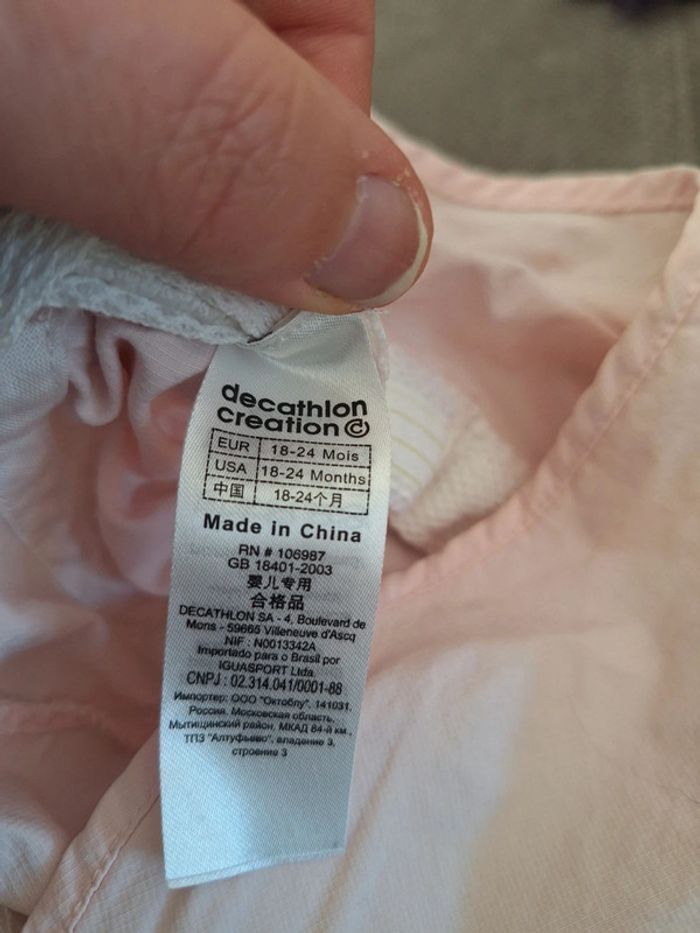 decathlon
creation
EUR 18-24 Mois
USA 18-24 Months
中国 18-24个月
Made in China
RN # 106987
GB 18401-2003
婴儿专用
合格品
DECATHLON SA - 4, Boulevard de
Mons - 59665 Villeneuve d'Ascq
NIF : N0013342A
Importado para o Brasil por
IGUASPORT Ltda
CNPJ : 02.314.041/0001-88
Импортер: ООО "Октоблу", 141031,
Россия, Московская область,
Мытищинский район, МКАД 84-й км.,
ТПЗ "Алтуфьево", владение 3,
строение 3